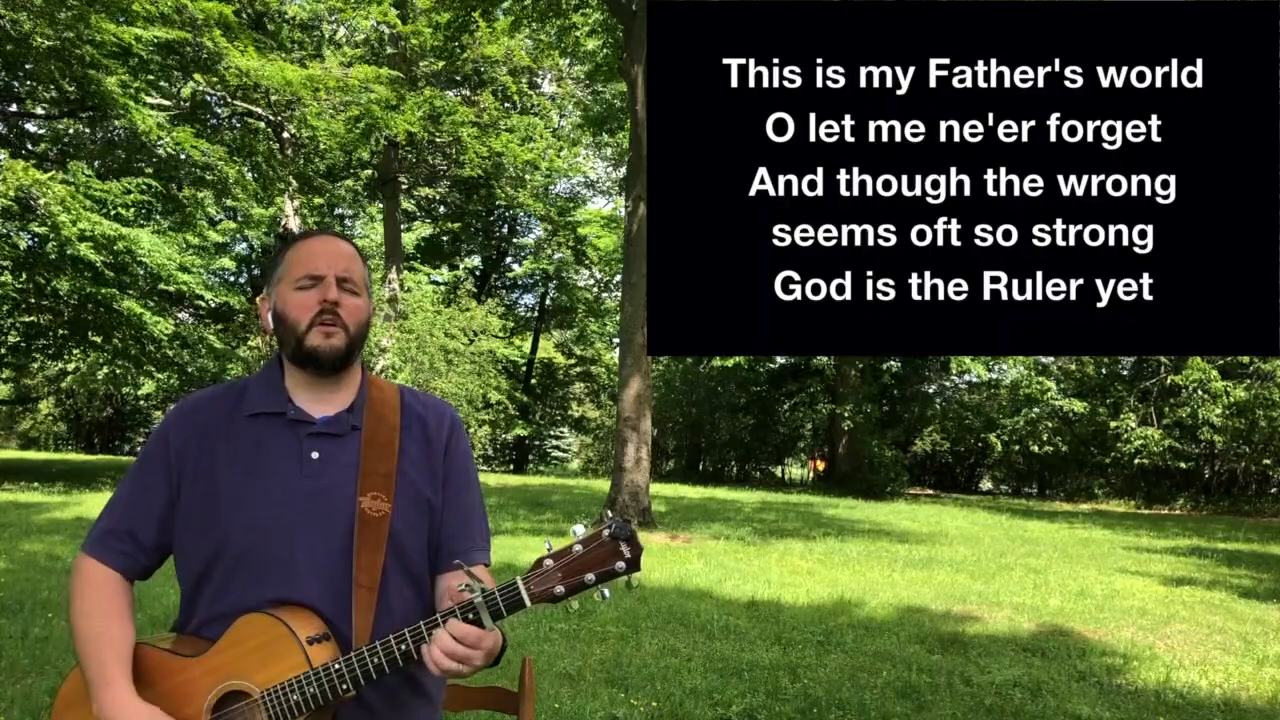 This is my Father's world
O let me ne'er forget
And though the wrong
seems oft so strong
God is the Ruler yet